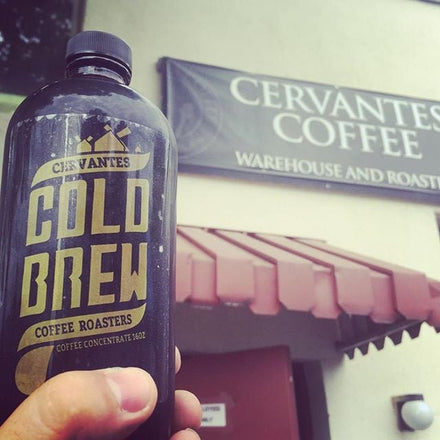 CERVANTES
COLD
BREW
COFFEE ROASTERS
COFFEE CONCENTRATE 16OZ
CERVANTES
COFFEE
WAREHOUSE AND ROASTE